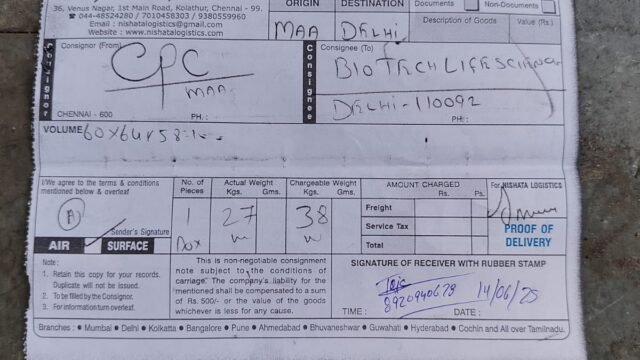 36, Venus Nagar, 1st Main Road, Kolathur, Chennai - 99.
☎ 044-48524280 / 7010458303 / 9380559960
Email : nishatalogistics@gmail.com
Website : www.nishatalogistics.com
ORIGIN DESTINATION Documents Non-Documents
MAA DELHI Description of Goods Value (Rs.)
Consignor Consignor (From)
CPC
MAA
CHENNAI - 600 PH. :
Consignee Consignee (To)
BIOTECH LIFESCIENCE
DELHI - 110092
PH. :
VOLUME 60X64X58-1
I/We agree to the terms & conditions
mentioned below & overleaf
A
Sender's Signature
AIR SURFACE
No. of Pieces
1
Box
Actual Weight
Kgs. Gms.
27
Chargeable Weight
Kgs. Gms.
38
AMOUNT CHARGED
Rs. Ps.
Freight
Service Tax
Total
For NISHATA LOGISTICS
PROOF OF
DELIVERY
Note :
1. Retain this copy for your records.
Duplicate will not be issued.
2. To be filled by the Consignor.
3. For information turn overleaf.
This is non-negotiable consignment
note subject to the conditions of
carriage. The company's liability for the
mentioned shall be compensated to a sum
of Rs. 500/- or the value of the goods
whichever is less for any cause.
SIGNATURE OF RECEIVER WITH RUBBER STAMP
8920940678 14/06/25
TIME : DATE :
Branches : ● Mumbai ● Delhi ● Kolkatta ● Bangalore ● Pune ● Ahmedabad ● Bhuvaneshwar ● Guwahati ● Hyderabad ● Cochin and All over Tamilnadu.